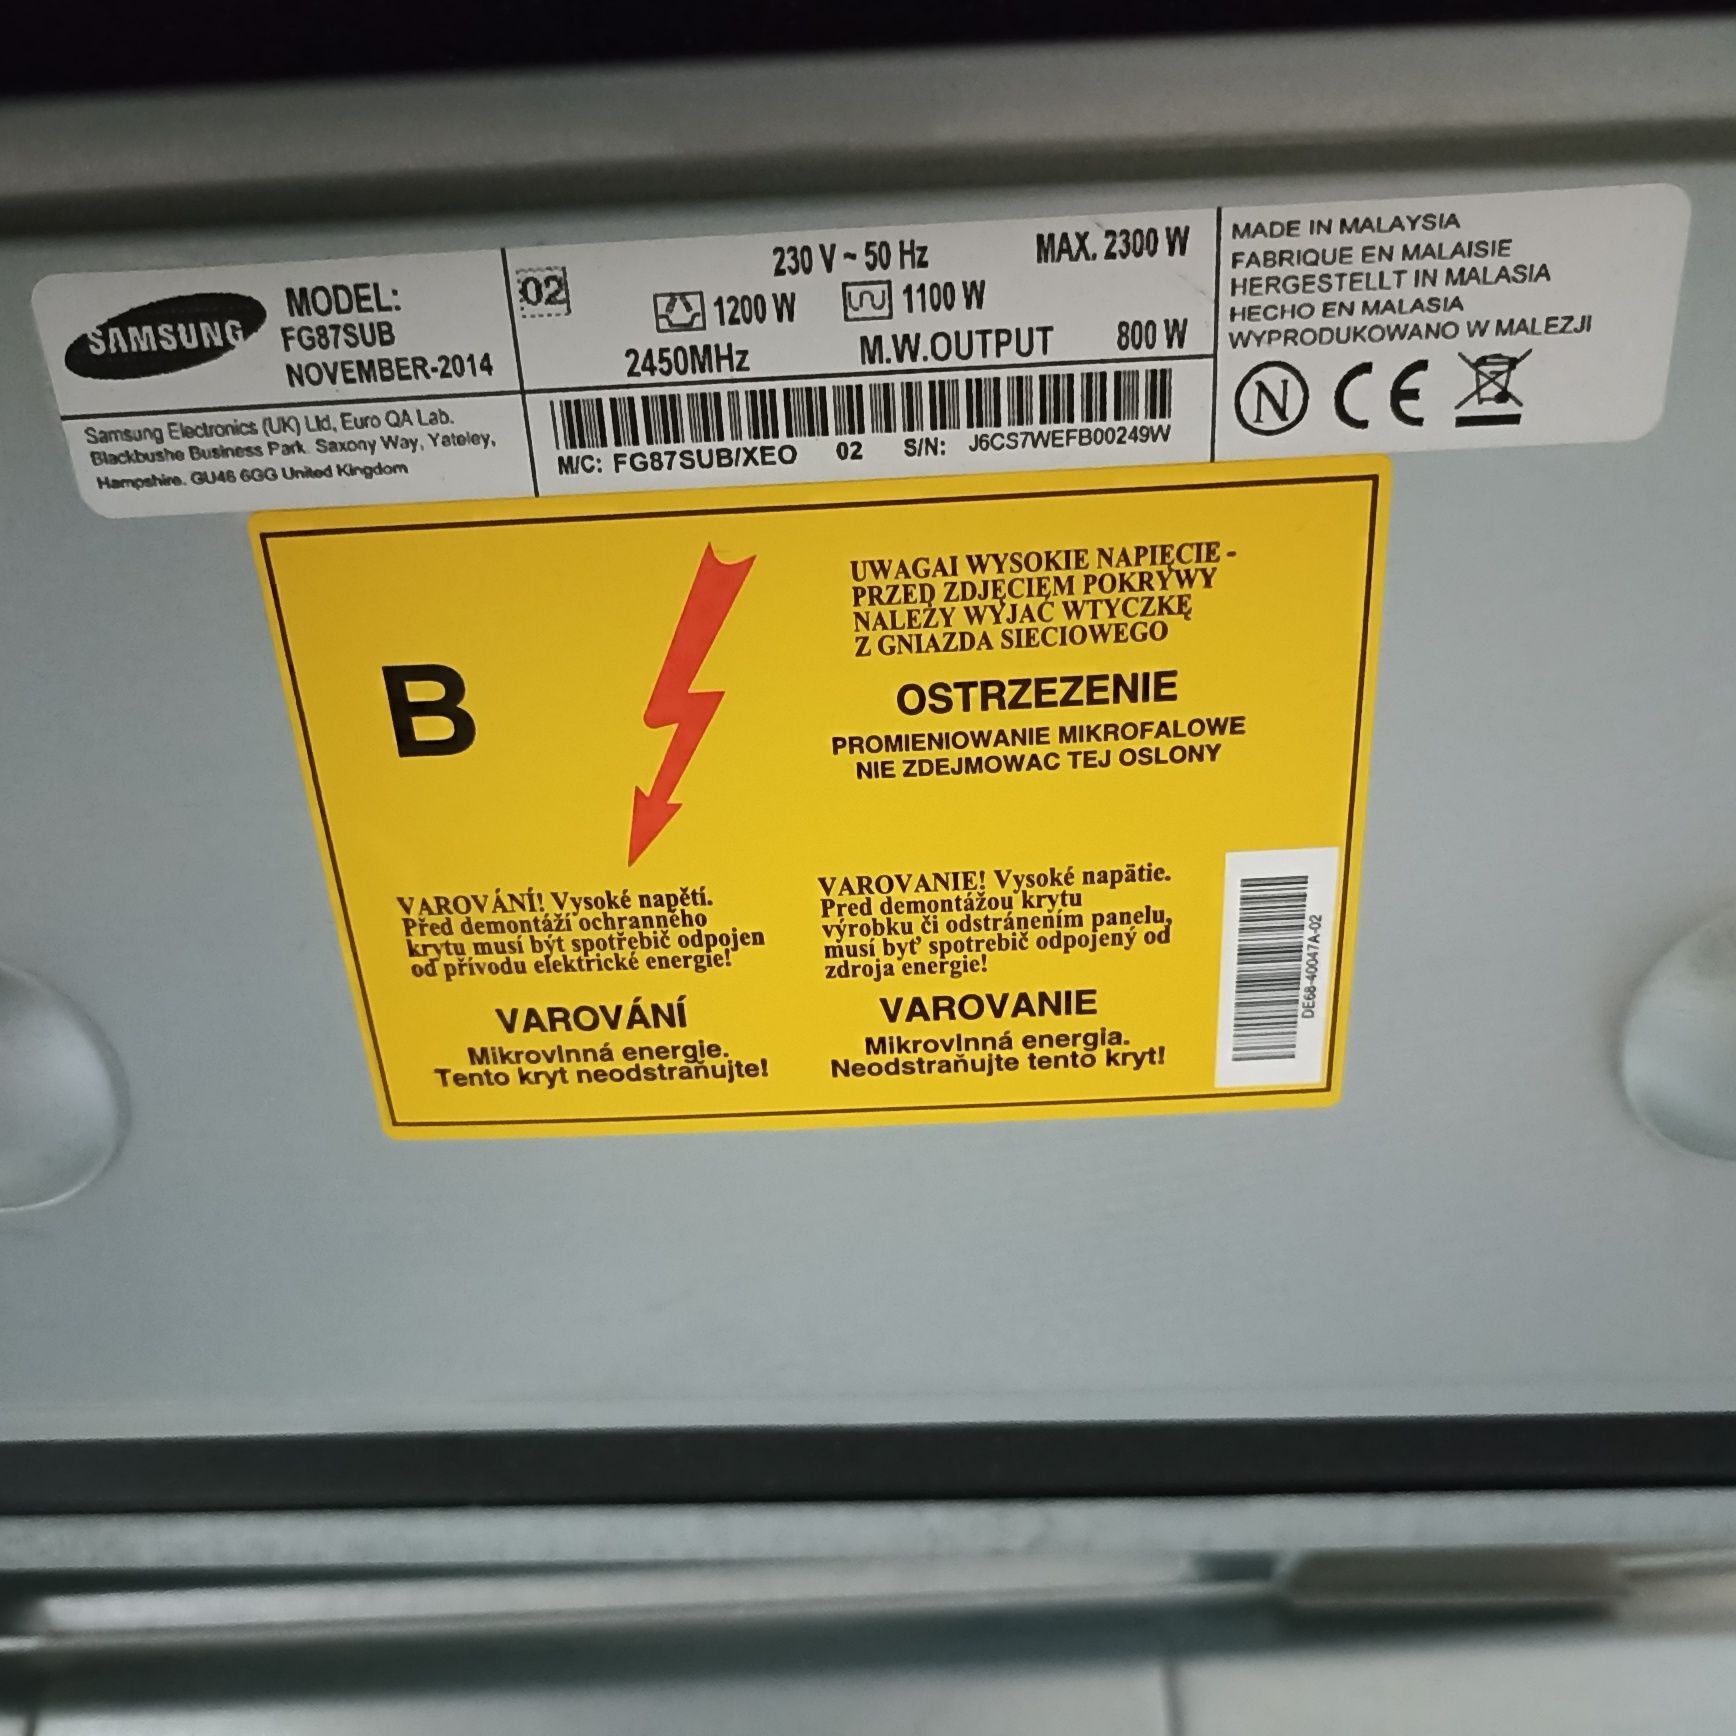 SAMSUNG
MODEL:
FG87SUB
NOVEMBER-2014
Samsung Electronics (UK) Ltd, Euro QA Lab.
Blackbushe Business Park. Saxony Way, Yateley,
Hampshire. GU46 6GG United Kingdom
02
230 V ~ 50 Hz MAX. 2300 W
1200 W 1100 W
2450MHz M.W.OUTPUT 800 W
M/C: FG87SUB/XEO 02 S/N: J6CS7WEFB00249W
MADE IN MALAYSIA
FABRIQUE EN MALAISIE
HERGESTELLT IN MALASIA
HECHO EN MALASIA
WYPRODUKOWANO W MALEZJI
N CE
B
UWAGAI WYSOKIE NAPIĘCIE -
PRZED ZDJĘCIEM POKRYWY
NALEŻY WYJAĆ WTYCZKĘ
Z GNIAZDA SIECIOWEGO
OSTRZEZENIE
PROMIENIOWANIE MIKROFALOWE
NIE ZDEJMOWAC TEJ OSLONY
VAROVÁNÍ! Vysoké napětí.
Před demontáží ochranného
krytu musí být spotřebič odpojen
od přívodu elektrické energie!
VAROVÁNÍ
Mikrovlnná energie.
Tento kryt neodstraňujte!
VAROVANIE! Vysoké napätie.
Pred demontážou krytu
výrobku či odstránením panelu,
musí byť spotrebič odpojený od
zdroja energie!
VAROVANIE
Mikrovlnná energia.
Neodstraňujte tento kryt!
DE68-40047A-02